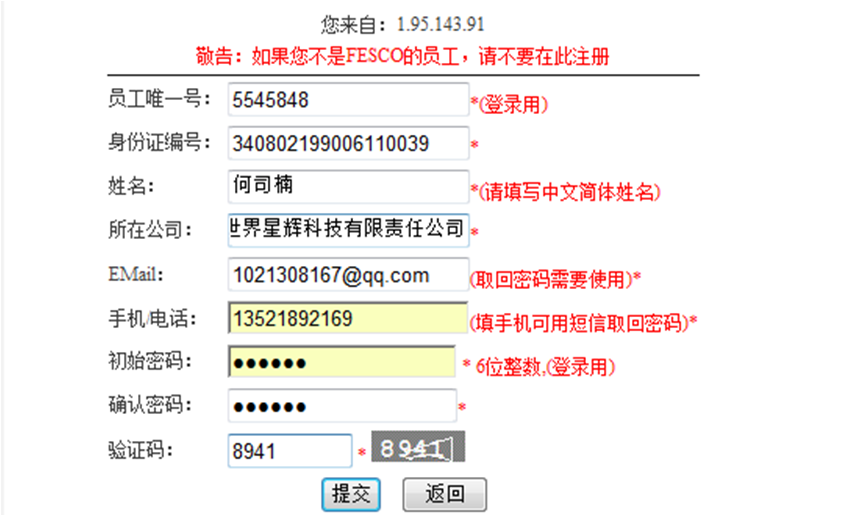 您来自：1.95.143.91
敬告：如果您不是FESCO的员工，请不要在此注册
员工唯一号： 5545848 *(登录用)
身份证编号： 340802199006110039 *
姓名： 何司楠 *(请填写中文简体姓名)
所在公司： 世界星辉科技有限责任公司 *
EMail： 1021308167@qq.com (取回密码需要使用)*
手机/电话： 13521892169 (填手机可用短信取回密码)*
初始密码： ●●●●●● * 6位整数,(登录用)
确认密码： ●●●●●● *
验证码： 8941 * 8941
提交 返回